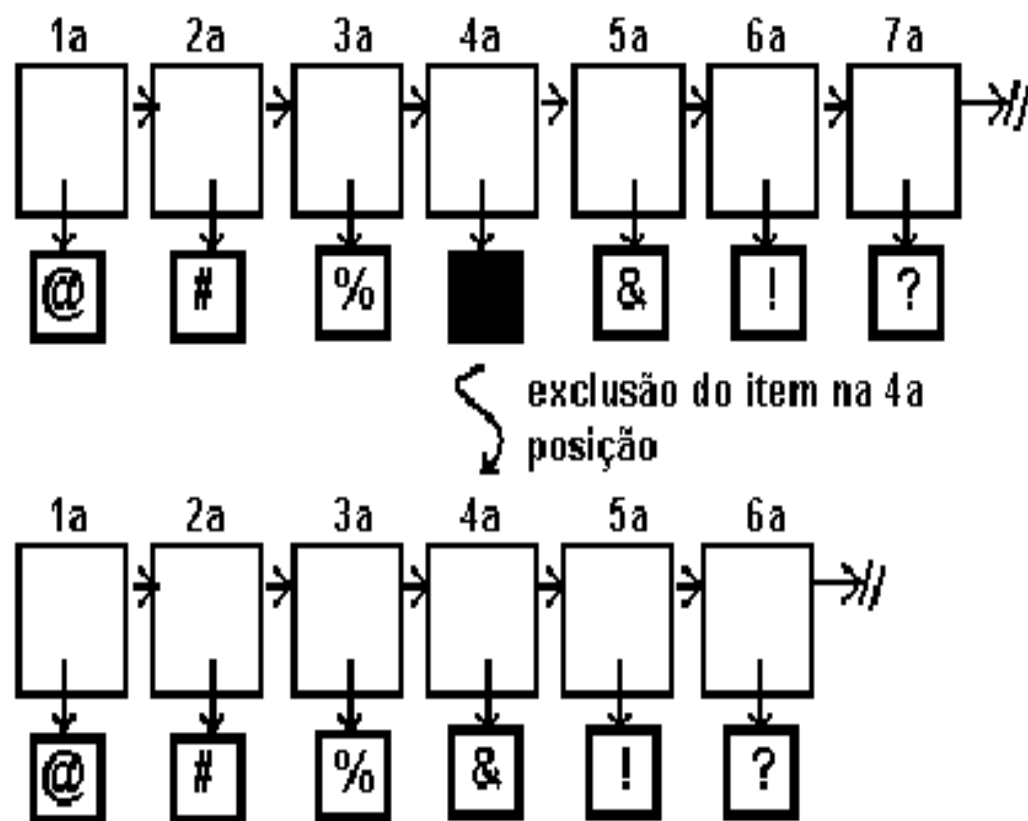 1a 2a 3a 4a 5a 6a 7a
@ # % & ! ?
exclusão do item na 4a
posição
1a 2a 3a 4a 5a 6a
@ # % & ! ?